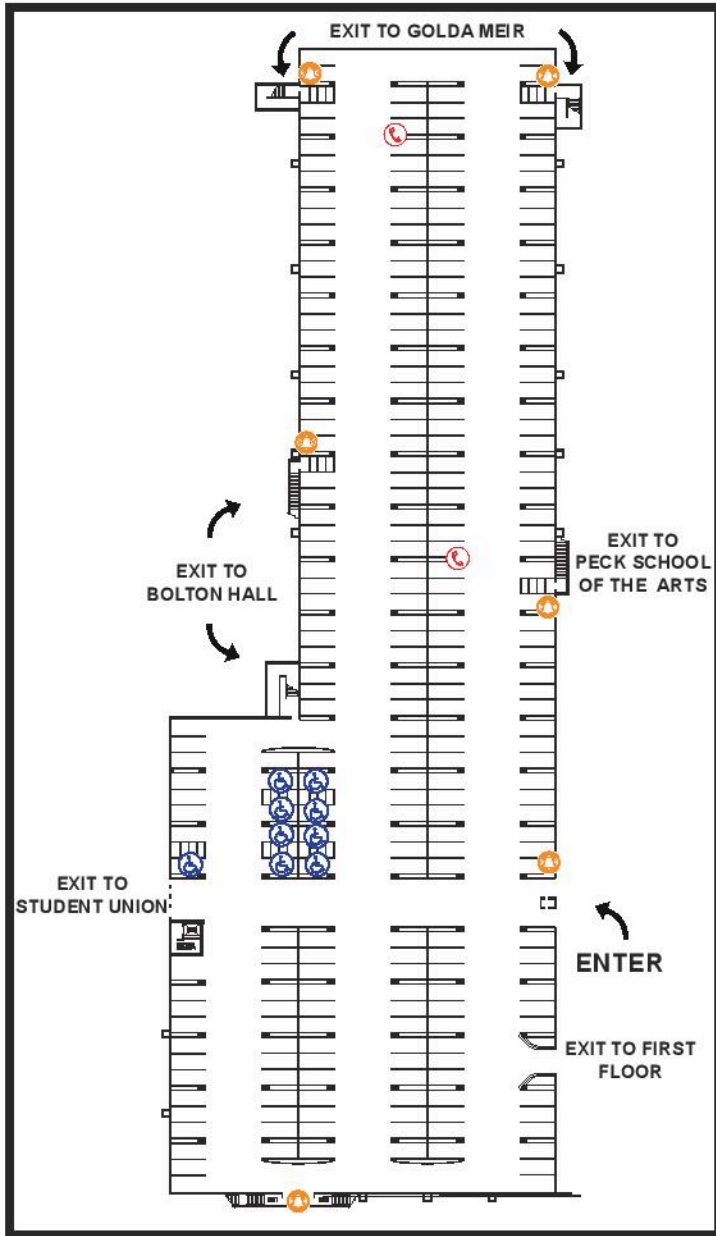 EXIT TO GOLDA MEIR
EXIT TO
PECK SCHOOL
OF THE ARTS
EXIT TO
BOLTON HALL
EXIT TO
STUDENT UNION
ENTER
EXIT TO FIRST
FLOOR